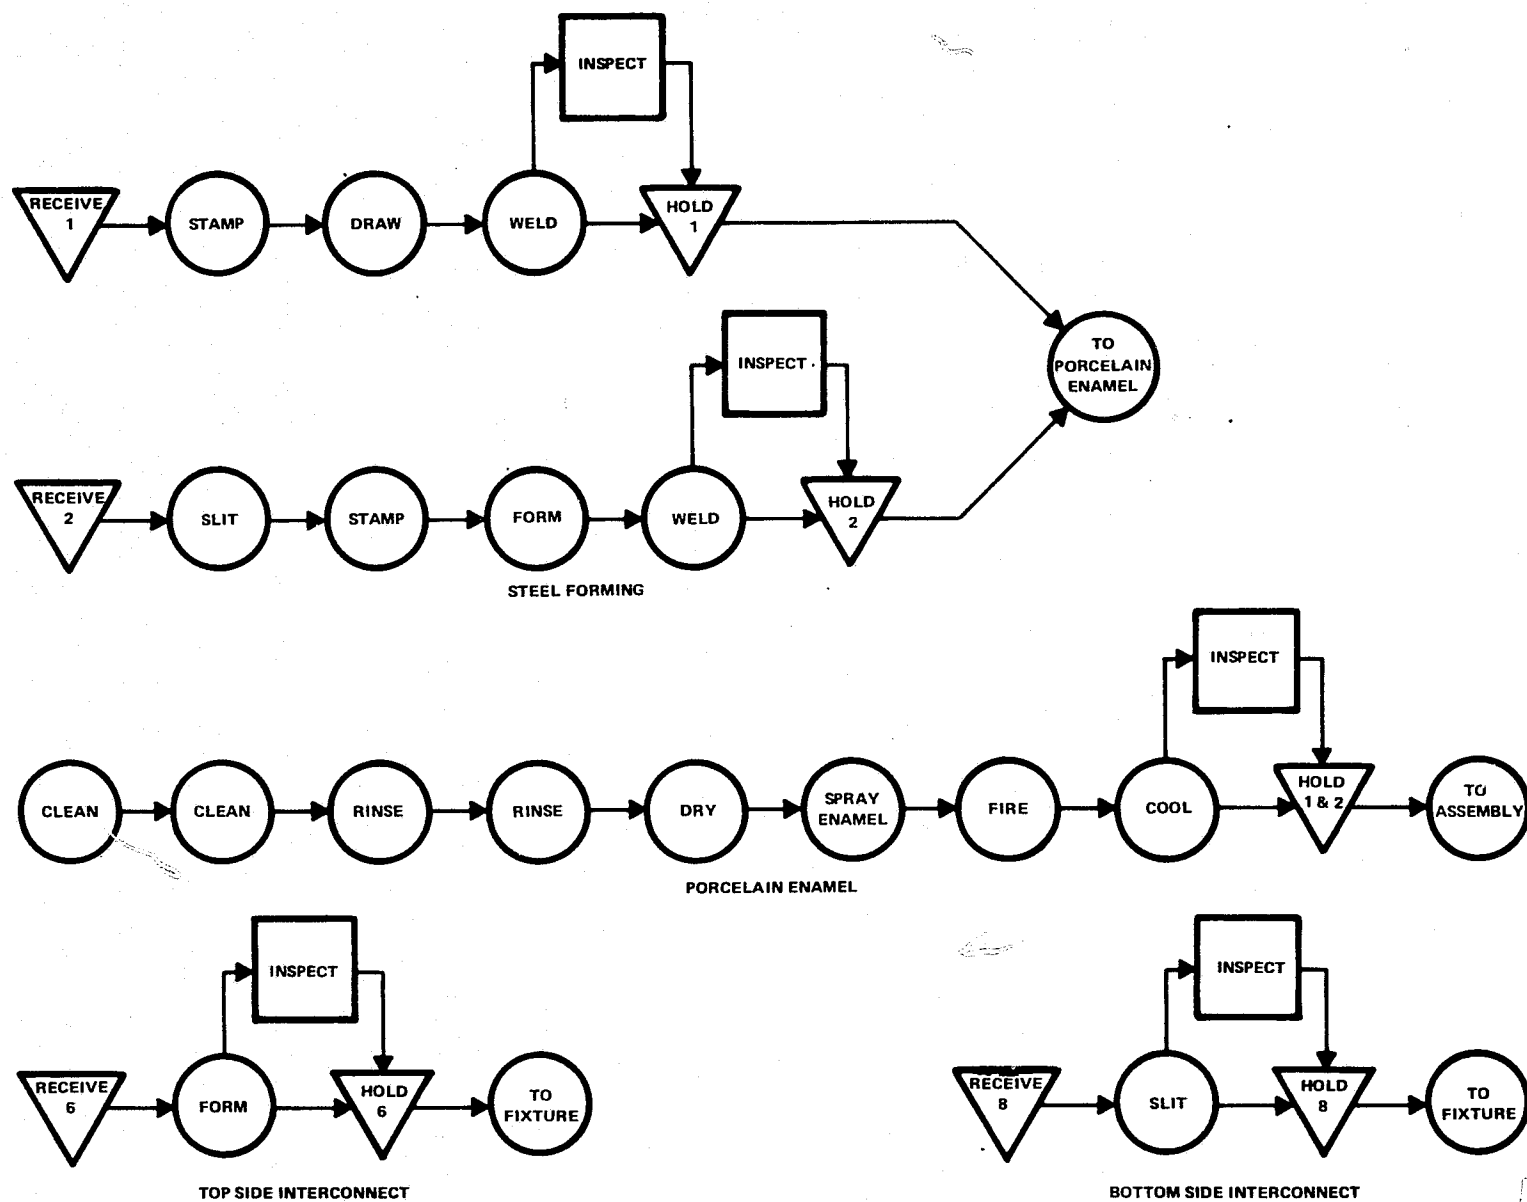 INSPECT
RECEIVE
1
STAMP
DRAW
WELD
HOLD
1
TO
PORCELAIN
ENAMEL
INSPECT
RECEIVE
2
SLIT
STAMP
FORM
WELD
HOLD
2
STEEL FORMING
INSPECT
CLEAN
CLEAN
RINSE
RINSE
DRY
SPRAY
ENAMEL
FIRE
COOL
HOLD
1 & 2
TO
ASSEMBLY
PORCELAIN ENAMEL
INSPECT
RECEIVE
6
FORM
HOLD
6
TO
FIXTURE
TOP SIDE INTERCONNECT
INSPECT
RECEIVE
8
SLIT
HOLD
8
TO
FIXTURE
BOTTOM SIDE INTERCONNECT